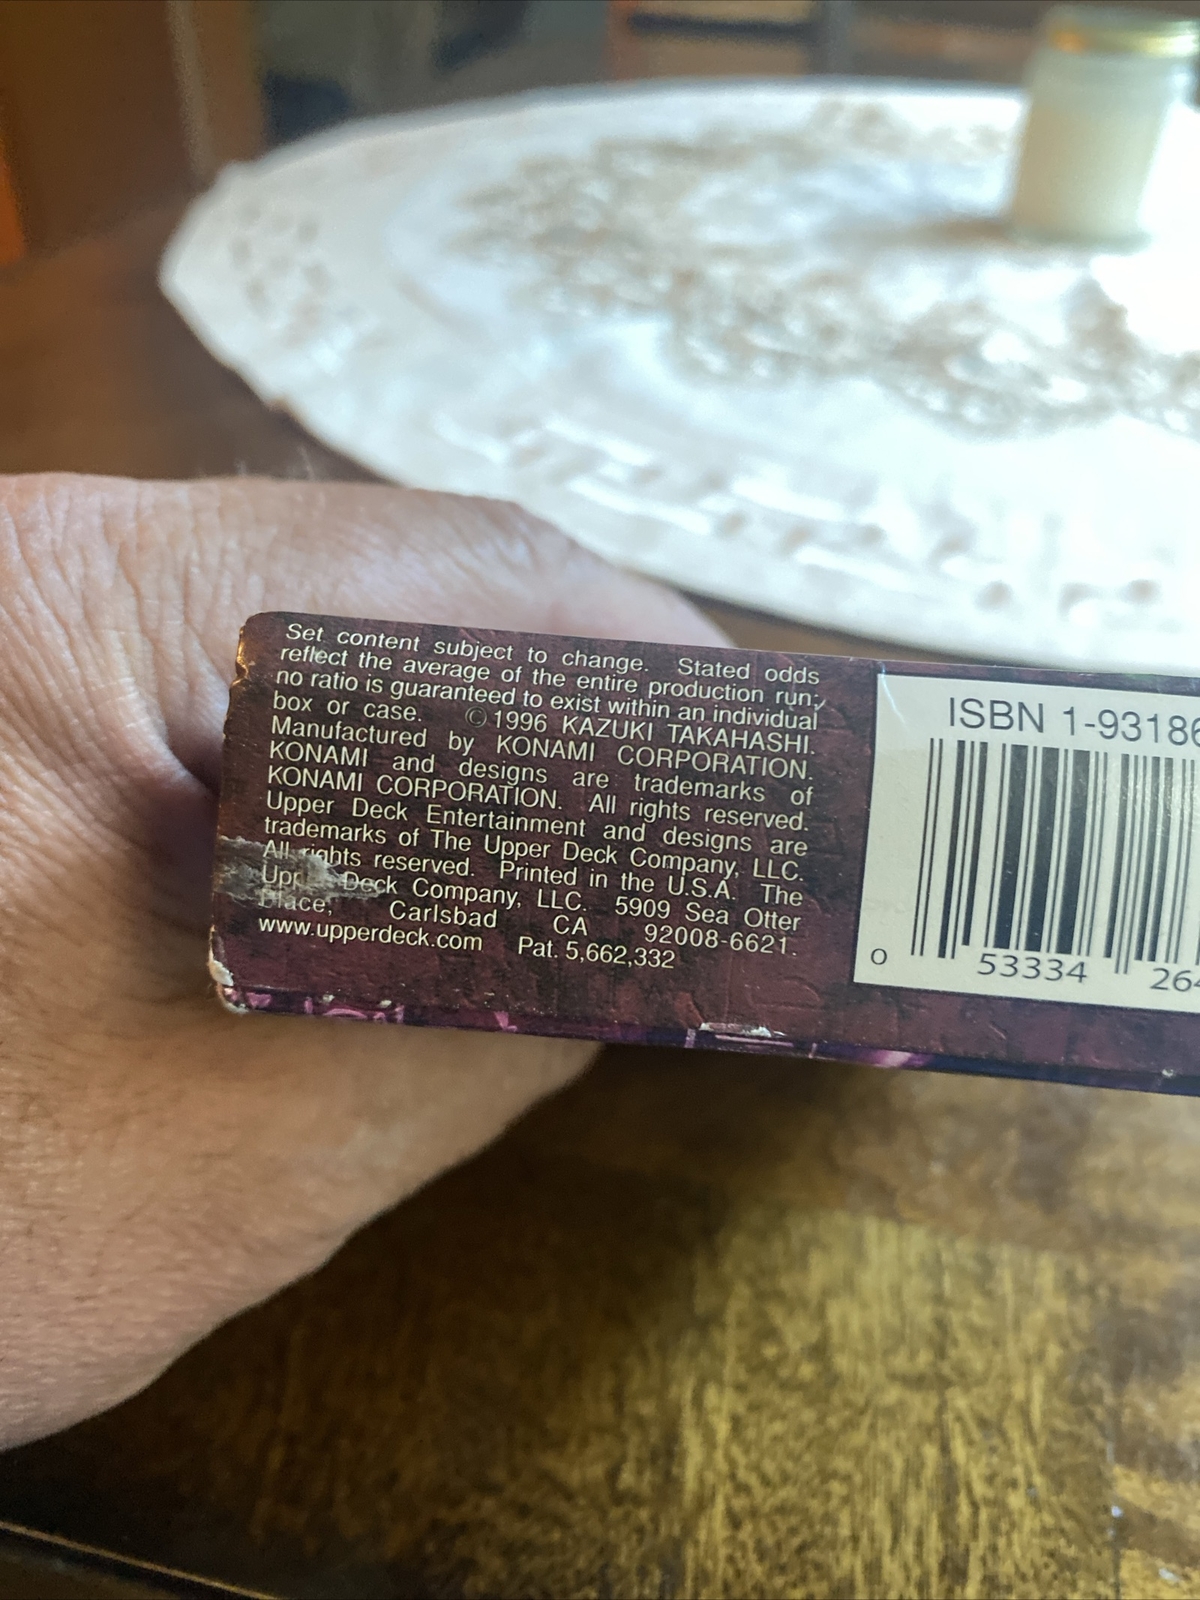 Set content subject to change. Stated odds
reflect the average of the entire production run;
no ratio is guaranteed to exist within an individual
box or case. ©1996 KAZUKI TAKAHASHI.
Manufactured by KONAMI CORPORATION.
KONAMI and designs are trademarks of
KONAMI CORPORATION. All rights reserved.
Upper Deck Entertainment and designs are
trademarks of The Upper Deck Company, LLC.
All rights reserved. Printed in the U.S.A. The
Deck Company, LLC. 5909 Sea Otter
Place, Carlsbad CA 92008-6621.
www.upperdeck.com Pat. 5,662,332
ISBN 1-93186
0 53334 264